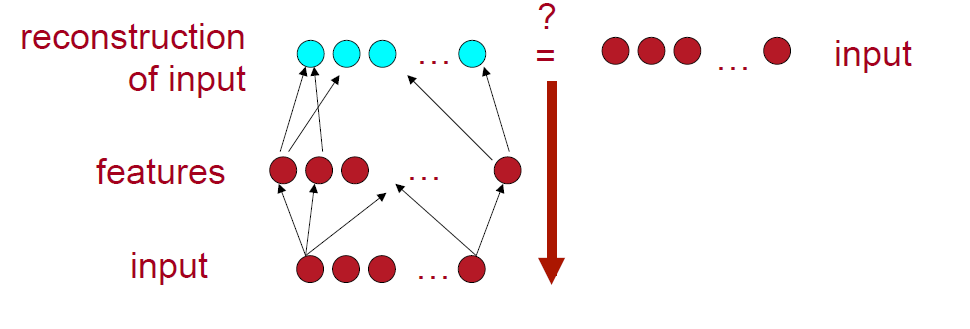 reconstruction
of input
...
?
=
...
input
features
...
input
...